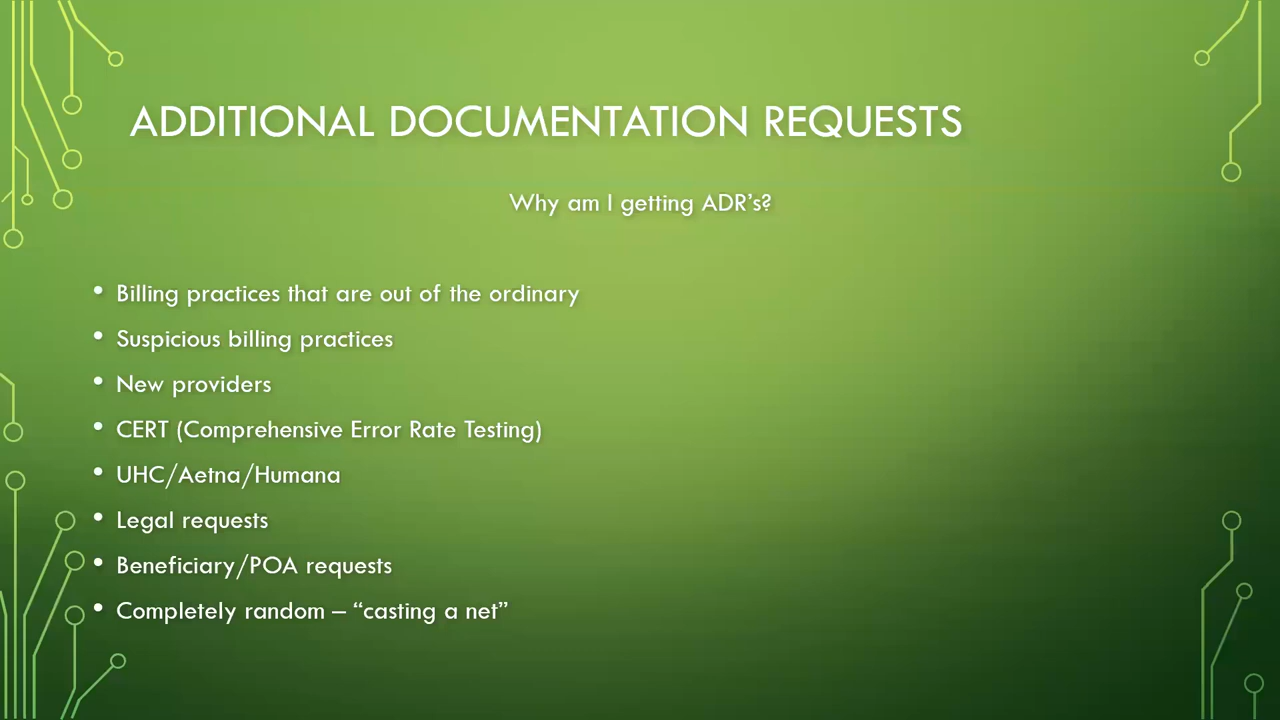 ADDITIONAL DOCUMENTATION REQUESTS
Why am I getting ADR’s?
• Billing practices that are out of the ordinary
• Suspicious billing practices
• New providers
• CERT (Comprehensive Error Rate Testing)
• UHC/Aetna/Humana
• Legal requests
• Beneficiary/POA requests
• Completely random – “casting a net”